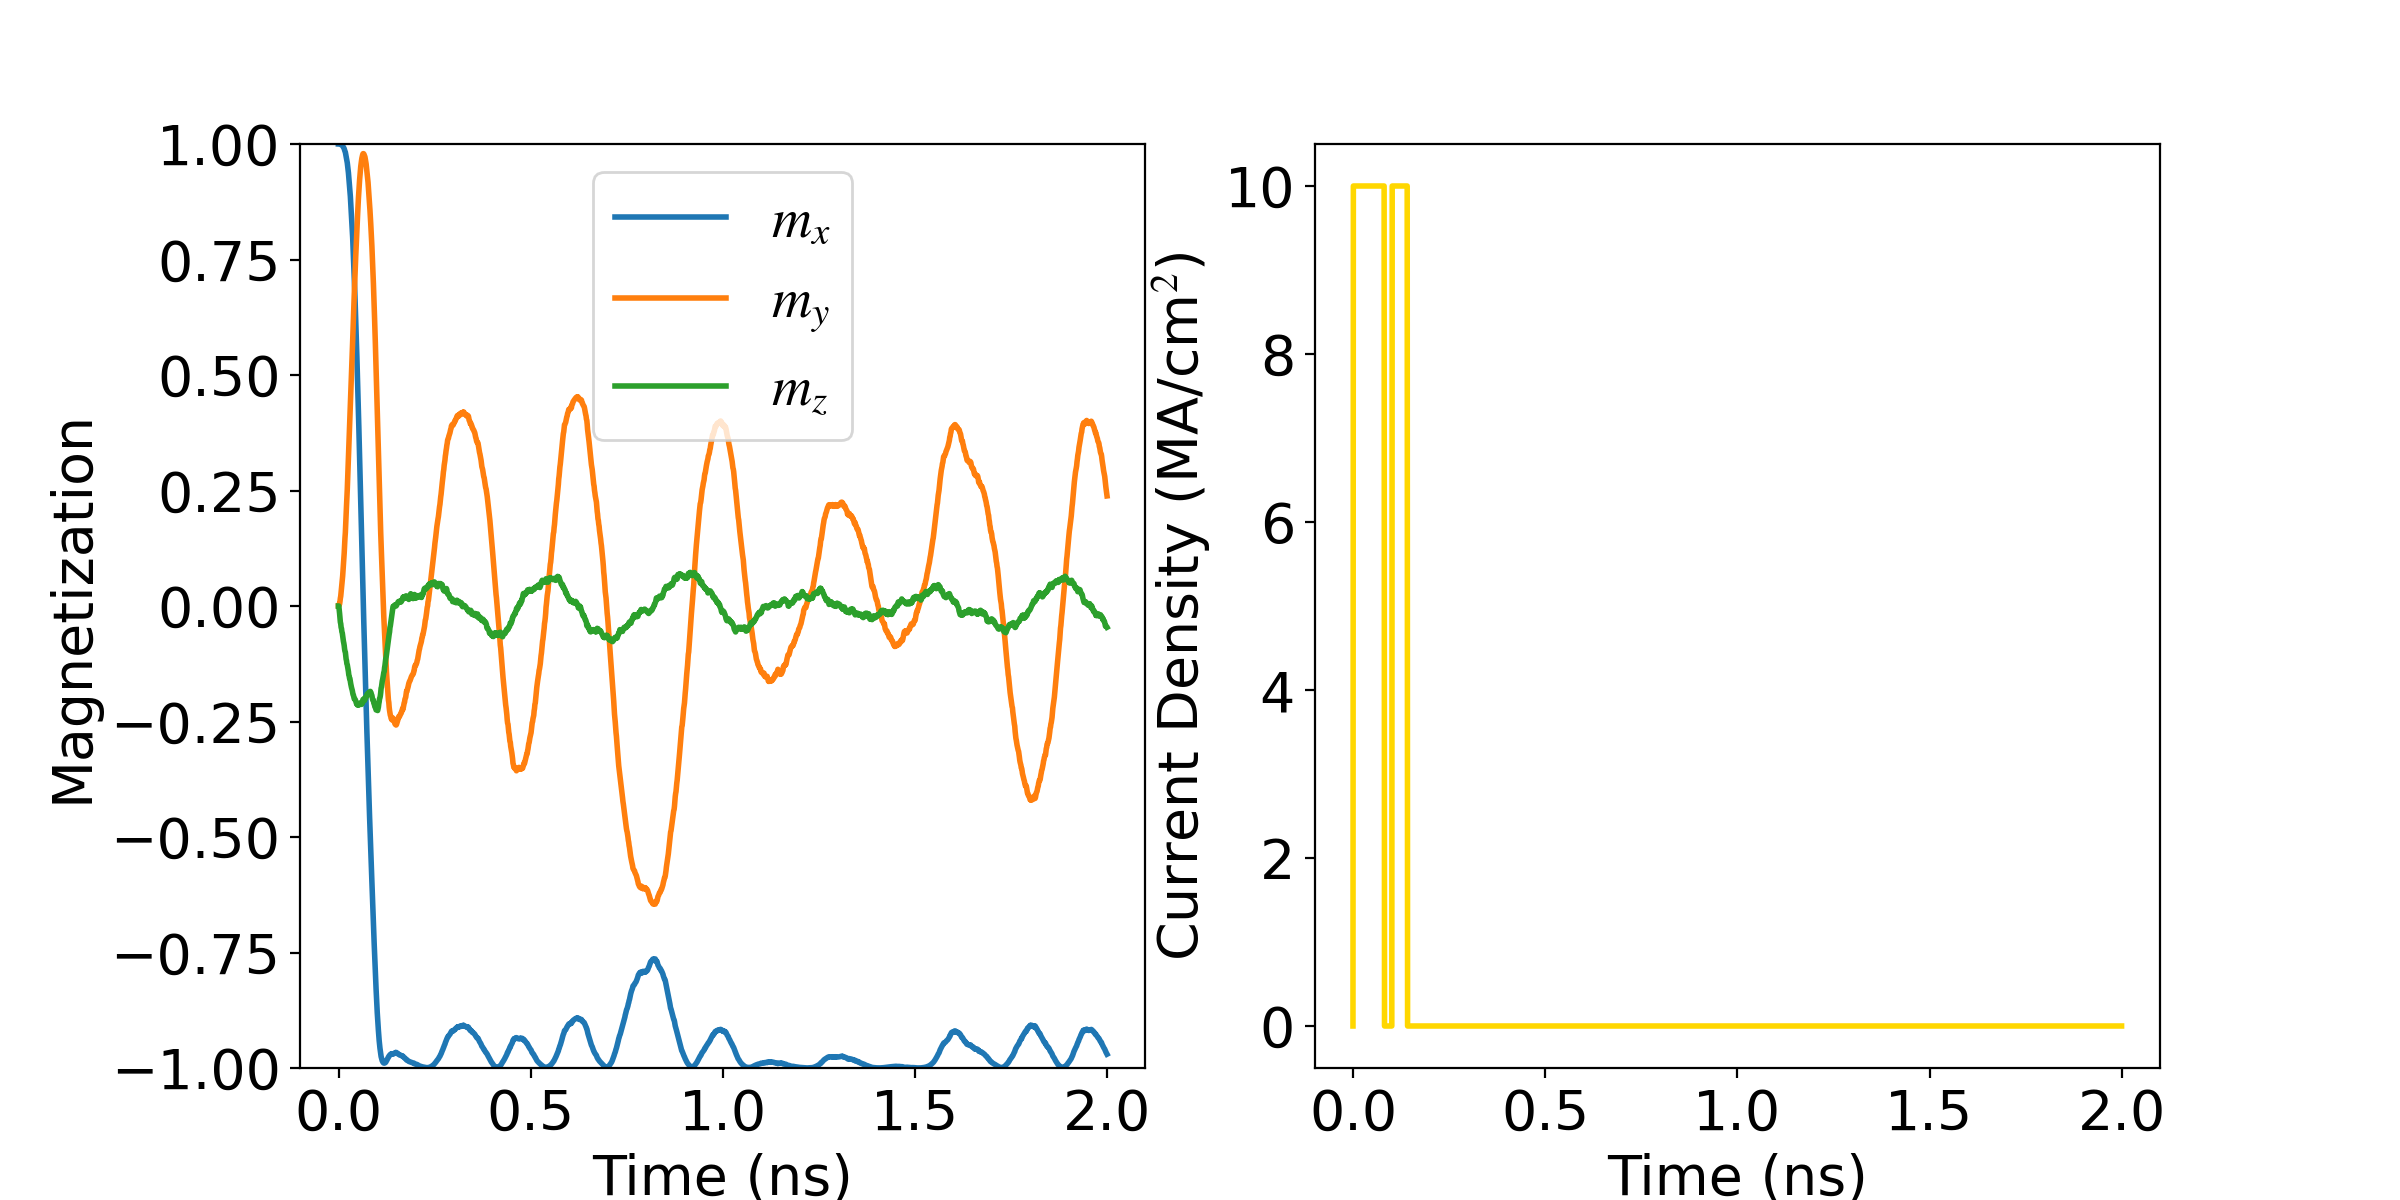 Magnetization
1.00
0.75
0.50
0.25
0.00
−0.25
−0.50
−0.75
−1.00
0.0 0.5 1.0 1.5 2.0
Time (ns)
m_x
m_y
m_z
Current Density (MA/cm²)
10
8
6
4
2
0
0.0 0.5 1.0 1.5 2.0
Time (ns)